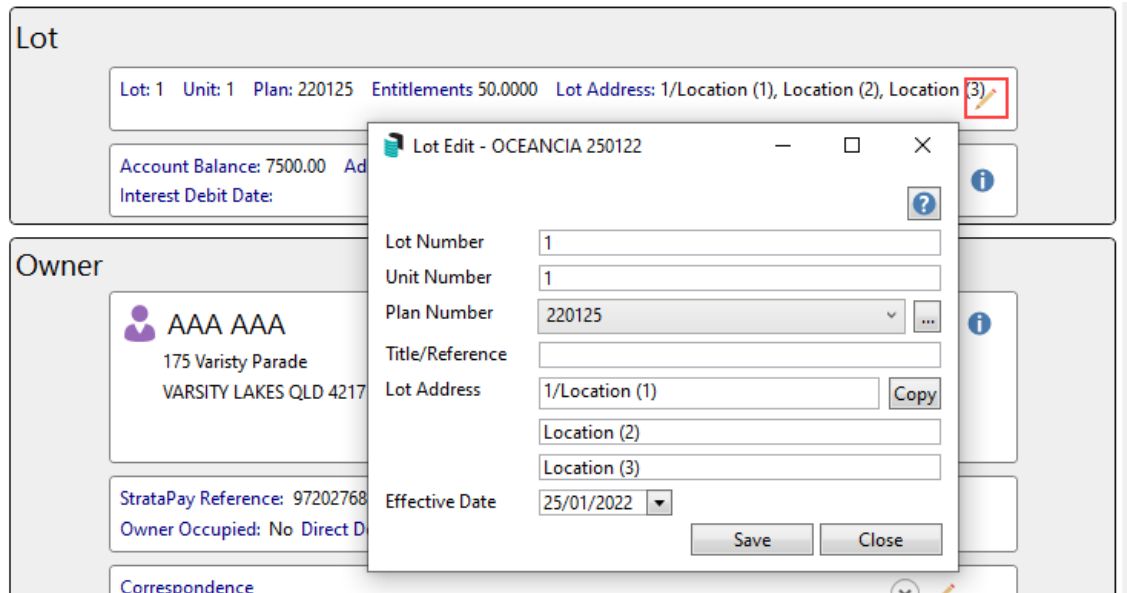 Lot
Lot: 1 Unit: 1 Plan: 220125 Entitlements 50.0000 Lot Address: 1/Location (1), Location (2), Location (3)
Account Balance: 7500.00 Ad
Interest Debit Date:
Lot Edit - OCEANCIA 250122
Lot Number 1
Unit Number 1
Plan Number 220125 ...
Title/Reference
Lot Address 1/Location (1) Copy
Location (2)
Location (3)
Effective Date 25/01/2022
Save Close
Owner
AAA AAA
175 Varisty Parade
VARSITY LAKES QLD 4217
StrataPay Reference: 97202768
Owner Occupied: No Direct D
Correspondence